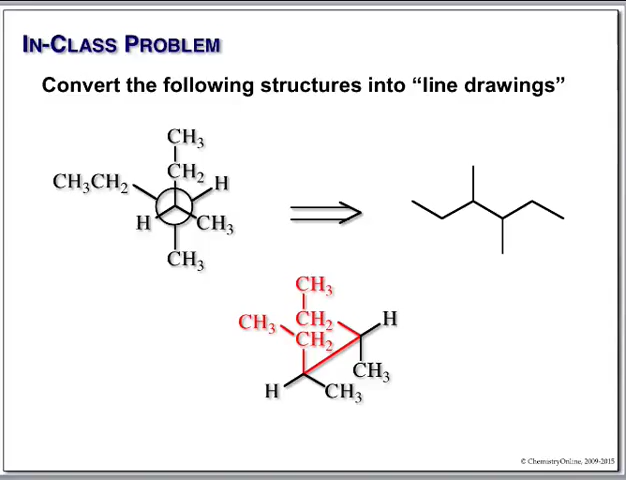 IN-CLASS PROBLEM
Convert the following structures into “line drawings”
CH₃
CH₃CH₂ CH₂ H
H CH₃
CH₃
CH₃
CH₃ CH₂ H
CH₂
CH₃
H CH₃
© ChemistryOnline, 2009-2015